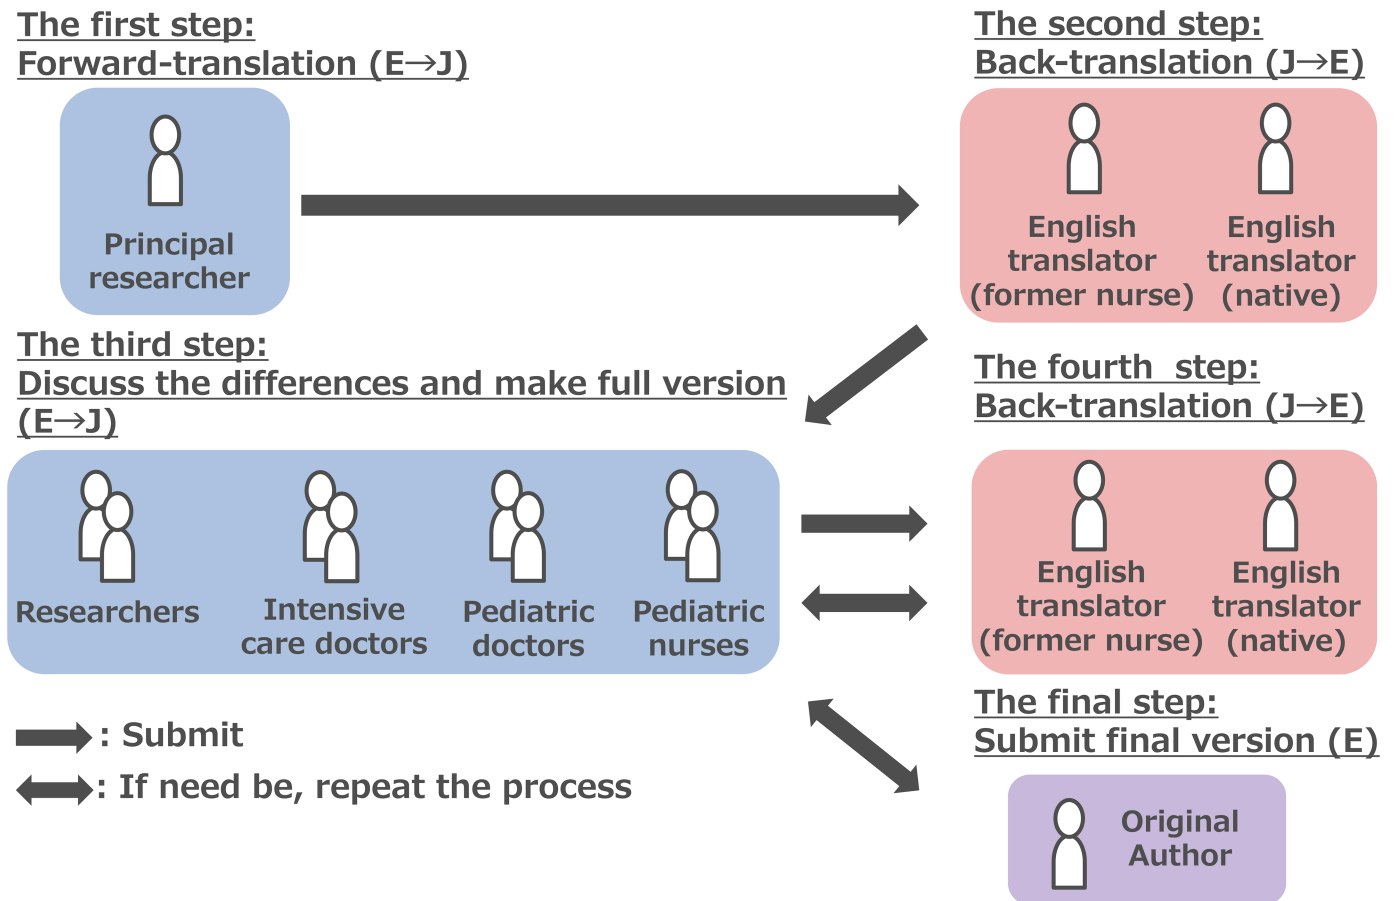 The first step:
Forward-translation (E→J)
Principal
researcher
The second step:
Back-translation (J→E)
English
translator
(former nurse)
English
translator
(native)
The third step:
Discuss the differences and make full version
(E→J)
Researchers
Intensive
care doctors
Pediatric
doctors
Pediatric
nurses
The fourth  step:
Back-translation (J→E)
English
translator
(former nurse)
English
translator
(native)
: Submit
: If need be, repeat the process
The final step:
Submit final version (E)
Original
Author